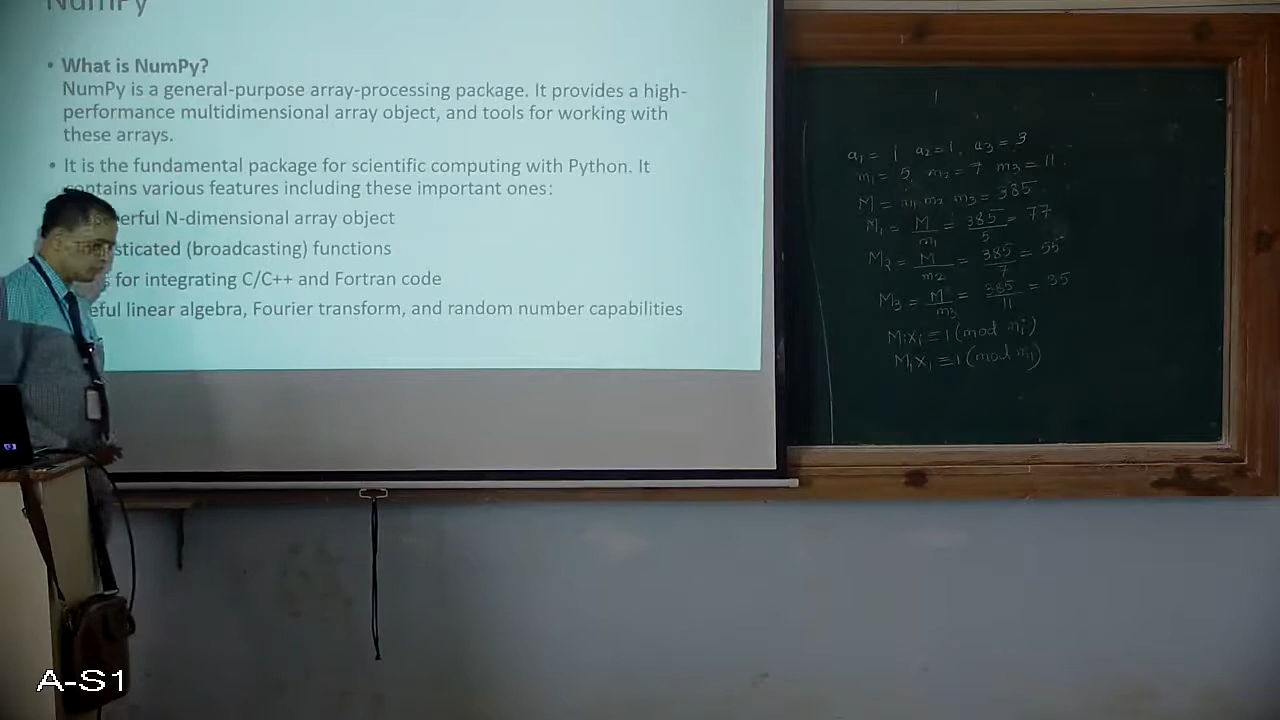 NumPy
• What is NumPy?
NumPy is a general-purpose array-processing package. It provides a high-
performance multidimensional array object, and tools for working with
these arrays.
• It is the fundamental package for scientific computing with Python. It
contains various features including these important ones:
N-dimensional array object
(broadcasting) functions
for integrating C/C++ and Fortran code
linear algebra, Fourier transform, and random number capabilities
a₁ = 1 a₂ = 1, a₃ = 3
m₁ = 5, m₂ = 7 m₃ = 11
M = m₁ m₂ m₃ = 385
M₁ = M/m₁ = 385/5 = 77
M₂ = M/m₂ = 385/7 = 55
M₃ = M/m₃ = 385/11 = 35
MᵢXᵢ ≡ 1 (mod mᵢ)
M₁X₁ ≡ 1 (mod m₁)
A-S1